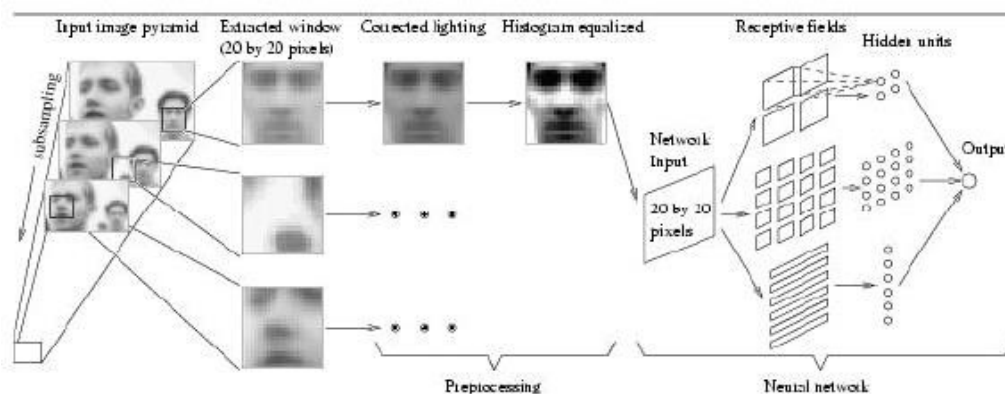 Input image pyramid
Extracted window
(20 by 20 pixels)
Corrected lighting
Histogram equalized
Receptive fields
Hidden units
subsampling
Network
Input
20 by 20
pixels
Output
Preprocessing
Neural network